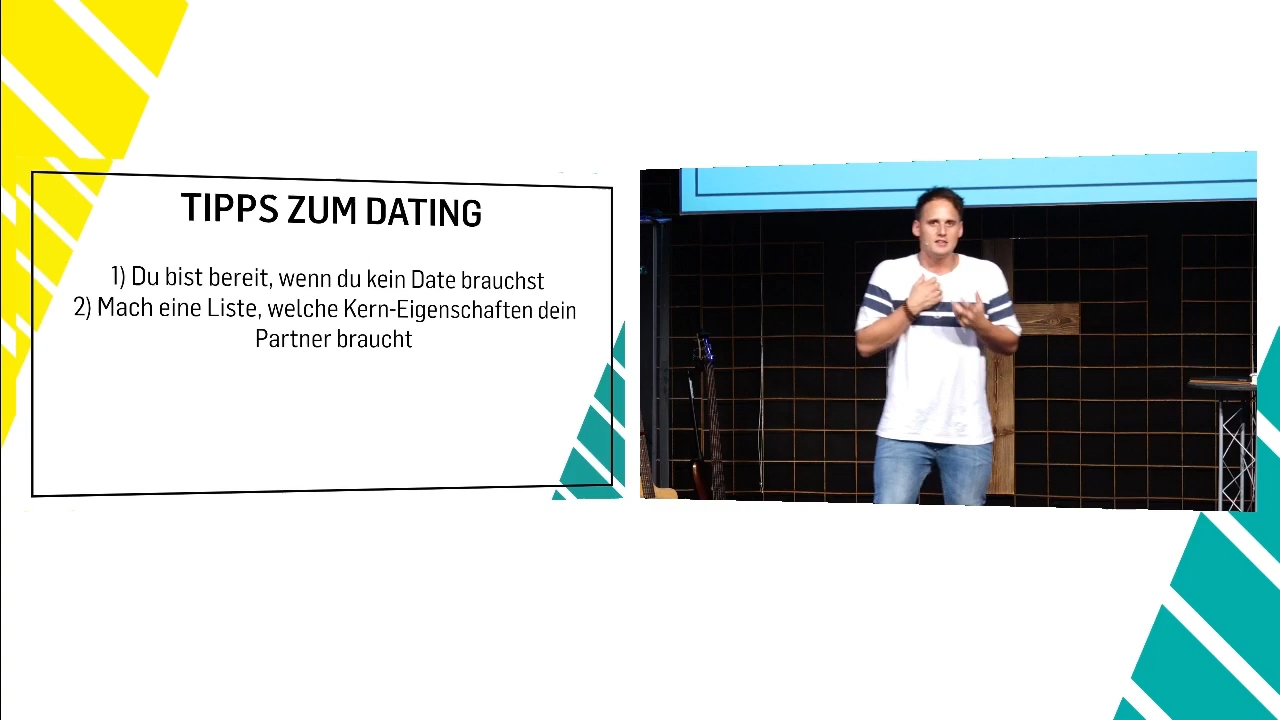 TIPPS ZUM DATING
1) Du bist bereit, wenn du kein Date brauchst
2) Mach eine Liste, welche Kern-Eigenschaften dein
Partner braucht